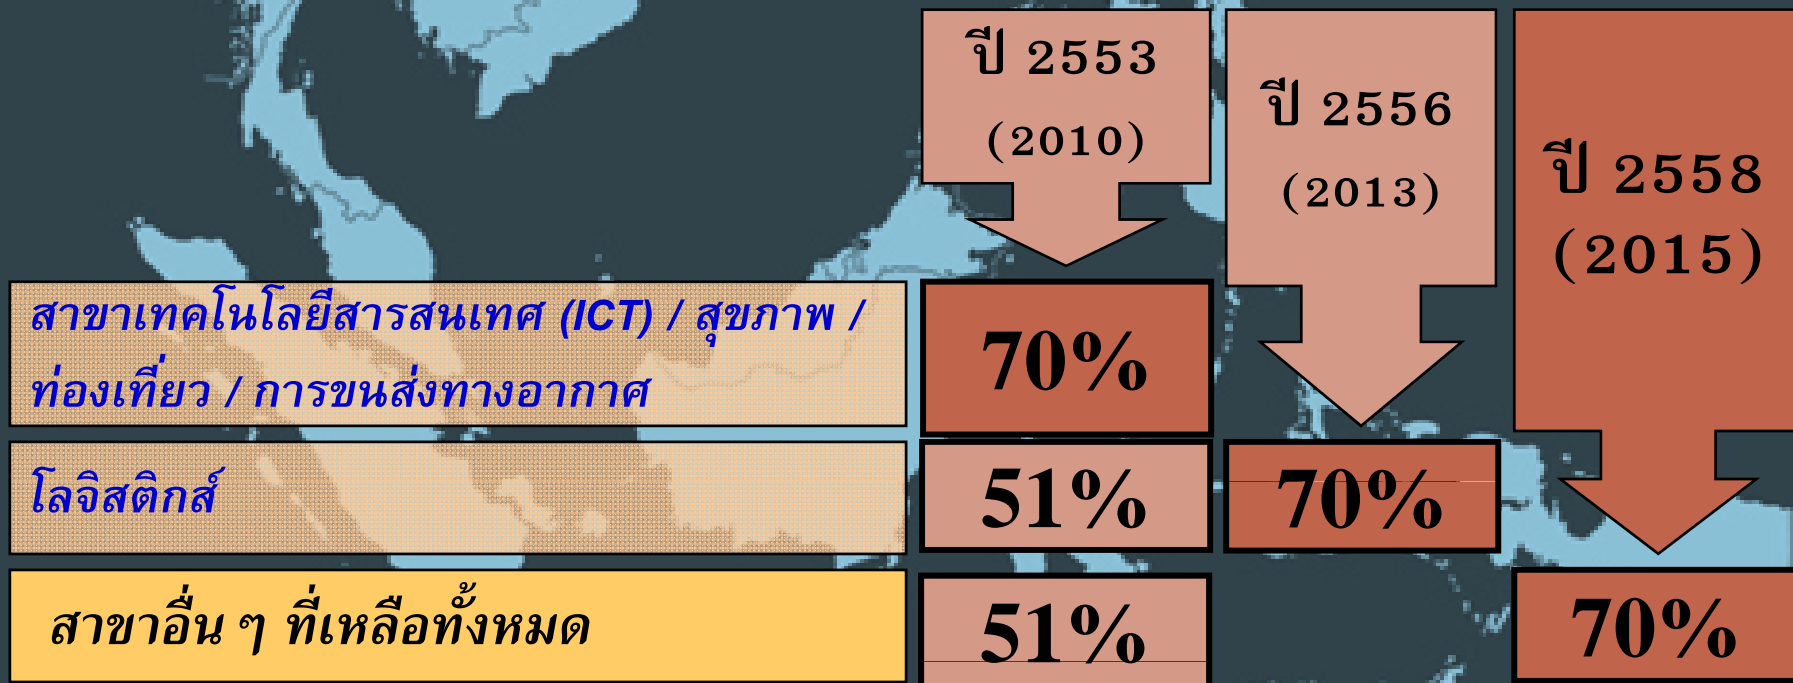 ปี 2553
(2010)
ปี 2556
(2013)
ปี 2558
(2015)
สาขาเทคโนโลยีสารสนเทศ (ICT) / สุขภาพ /
ท่องเที่ยว / การขนส่งทางอากาศ
70%
โลจิสติกส์
51%
70%
สาขาอื่น ๆ ที่เหลือทั้งหมด
51%
70%